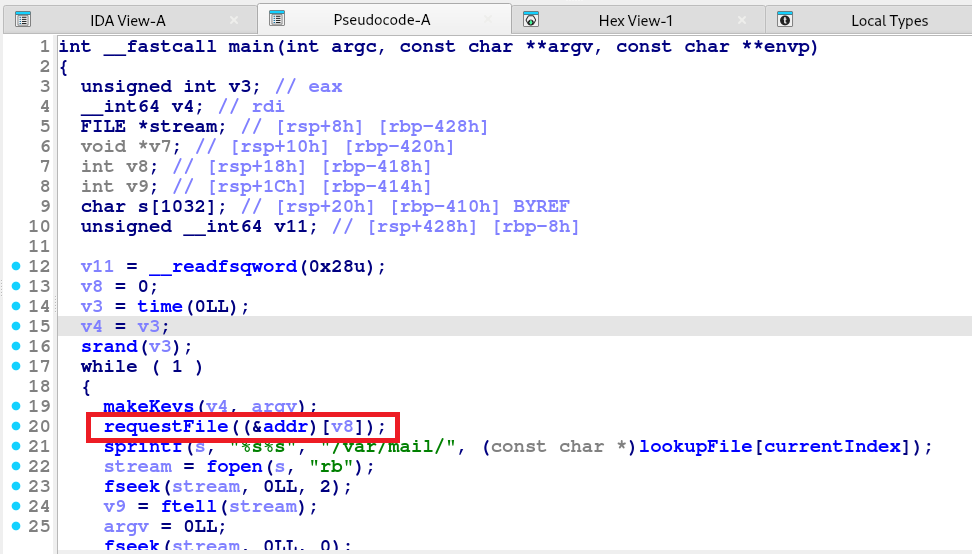 IDA View-A Pseudocode-A Hex View-1 Local Types
1 int __fastcall main(int argc, const char **argv, const char **envp)
2 {
3 unsigned int v3; // eax
4 __int64 v4; // rdi
5 FILE *stream; // [rsp+8h] [rbp-428h]
6 void *v7; // [rsp+10h] [rbp-420h]
7 int v8; // [rsp+18h] [rbp-418h]
8 int v9; // [rsp+1Ch] [rbp-414h]
9 char s[1032]; // [rsp+20h] [rbp-410h] BYREF
10 unsigned __int64 v11; // [rsp+428h] [rbp-8h]
11
12 v11 = __readfsqword(0x28u);
13 v8 = 0;
14 v3 = time(0LL);
15 v4 = v3;
16 srand(v3);
17 while ( 1 )
18 {
19 makeKeys(v4, argv);
20 requestFile((&addr)[v8]);
21 sprintf(s, "%s%s", "/var/mail/", (const char *)lookupFile[currentIndex]);
22 stream = fopen(s, "rb");
23 fseek(stream, 0LL, 2);
24 v9 = ftell(stream);
25 argv = 0LL;
fseek(stream, 0LL, 0);